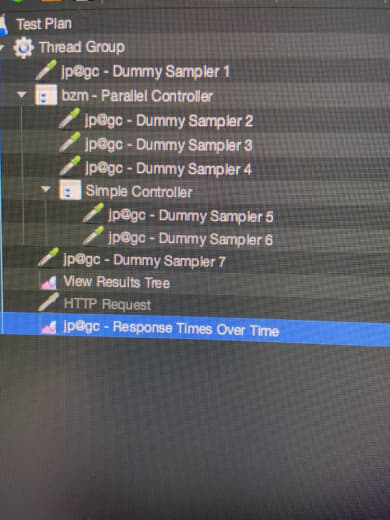 Test Plan
Thread Group
jp@gc - Dummy Sampler 1
bzm - Parallel Controller
jp@gc - Dummy Sampler 2
jp@gc - Dummy Sampler 3
jp@gc - Dummy Sampler 4
Simple Controller
jp@gc - Dummy Sampler 5
jp@gc - Dummy Sampler 6
jp@gc - Dummy Sampler 7
View Results Tree
HTTP Request
jp@gc - Response Times Over Time